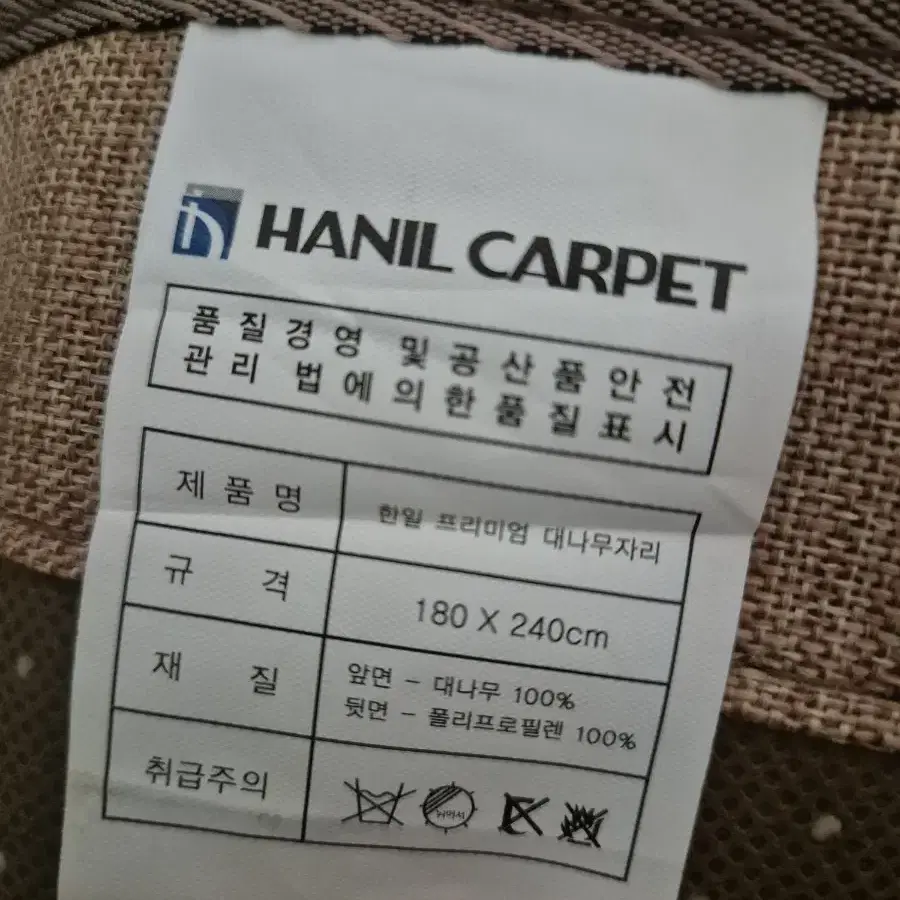 HANIL CARPET
품질경영 및공산품안전
관리 법에의한품질표시
제품명 한일 프리미엄 대나무자리
규격 180 X 240cm
재질 앞면 - 대나무 100%
뒷면 - 폴리프로필렌 100%
취급주의
뉘어서